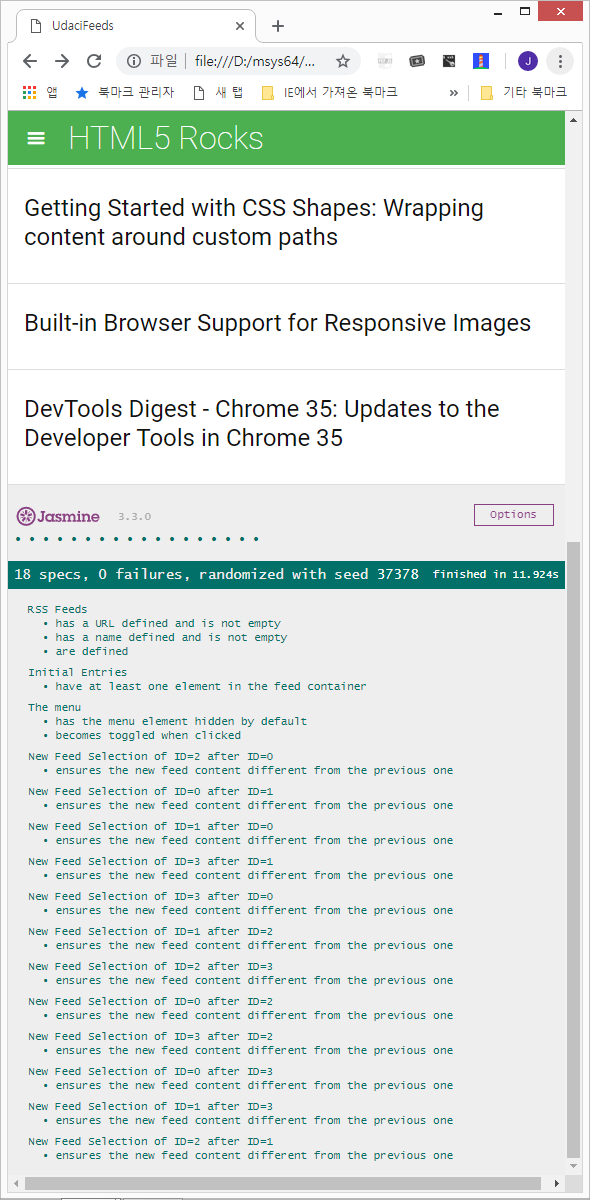 UdaciFeeds
파일 | file:///D:/msys64/...
J
앱 북마크 관리자 새 탭 IE에서 가져온 북마크 » 기타 북마크
HTML5 Rocks
Getting Started with CSS Shapes: Wrapping
content around custom paths
Built-in Browser Support for Responsive Images
DevTools Digest - Chrome 35: Updates to the
Developer Tools in Chrome 35
Jasmine 3.3.0 Options
• • • • • • • • • • • • • • • • • •
18 specs, 0 failures, randomized with seed 37378 finished in 11.924s
RSS Feeds
• has a URL defined and is not empty
• has a name defined and is not empty
• are defined
Initial Entries
• have at least one element in the feed container
The menu
• has the menu element hidden by default
• becomes toggled when clicked
New Feed Selection of ID=2 after ID=0
• ensures the new feed content different from the previous one
New Feed Selection of ID=0 after ID=1
• ensures the new feed content different from the previous one
New Feed Selection of ID=1 after ID=0
• ensures the new feed content different from the previous one
New Feed Selection of ID=3 after ID=1
• ensures the new feed content different from the previous one
New Feed Selection of ID=3 after ID=0
• ensures the new feed content different from the previous one
New Feed Selection of ID=1 after ID=2
• ensures the new feed content different from the previous one
New Feed Selection of ID=2 after ID=3
• ensures the new feed content different from the previous one
New Feed Selection of ID=0 after ID=2
• ensures the new feed content different from the previous one
New Feed Selection of ID=3 after ID=2
• ensures the new feed content different from the previous one
New Feed Selection of ID=0 after ID=3
• ensures the new feed content different from the previous one
New Feed Selection of ID=1 after ID=3
• ensures the new feed content different from the previous one
New Feed Selection of ID=2 after ID=1
• ensures the new feed content different from the previous one